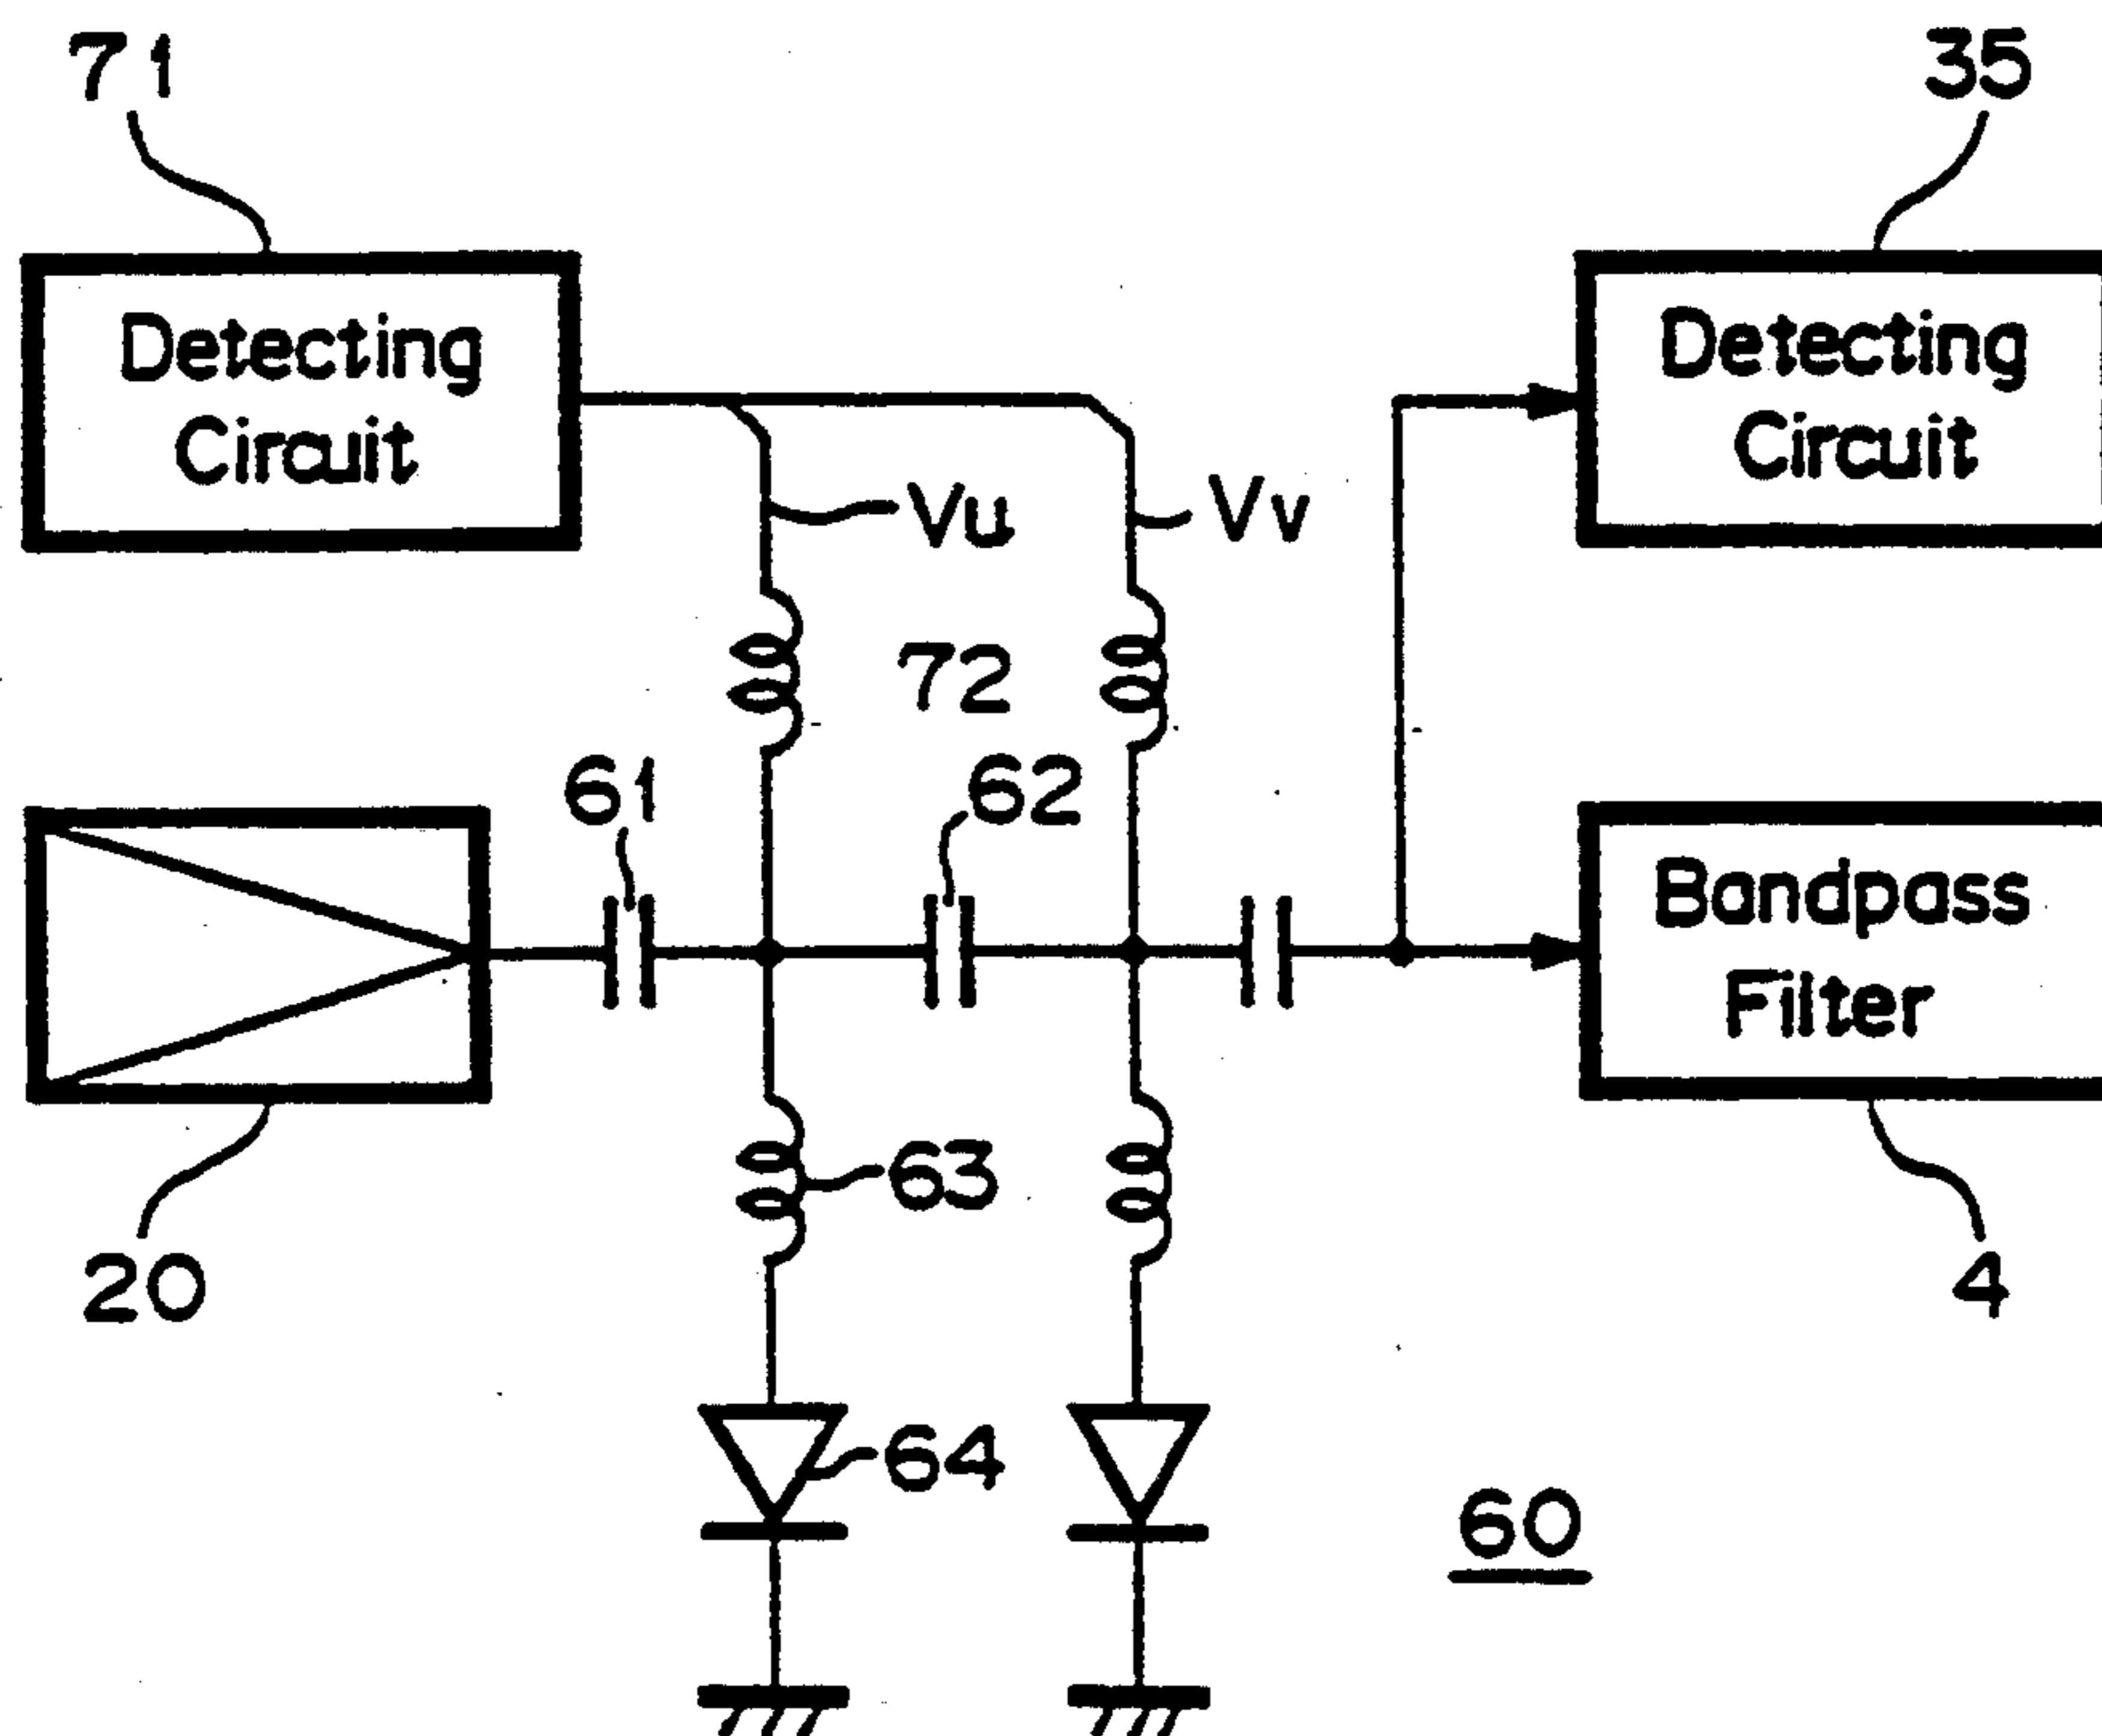 71
35
Detecting
Circuit
Detecting
Circuit
Vu
Vv
72
61
62
Bandpass
Filter
63
20
4
64
60